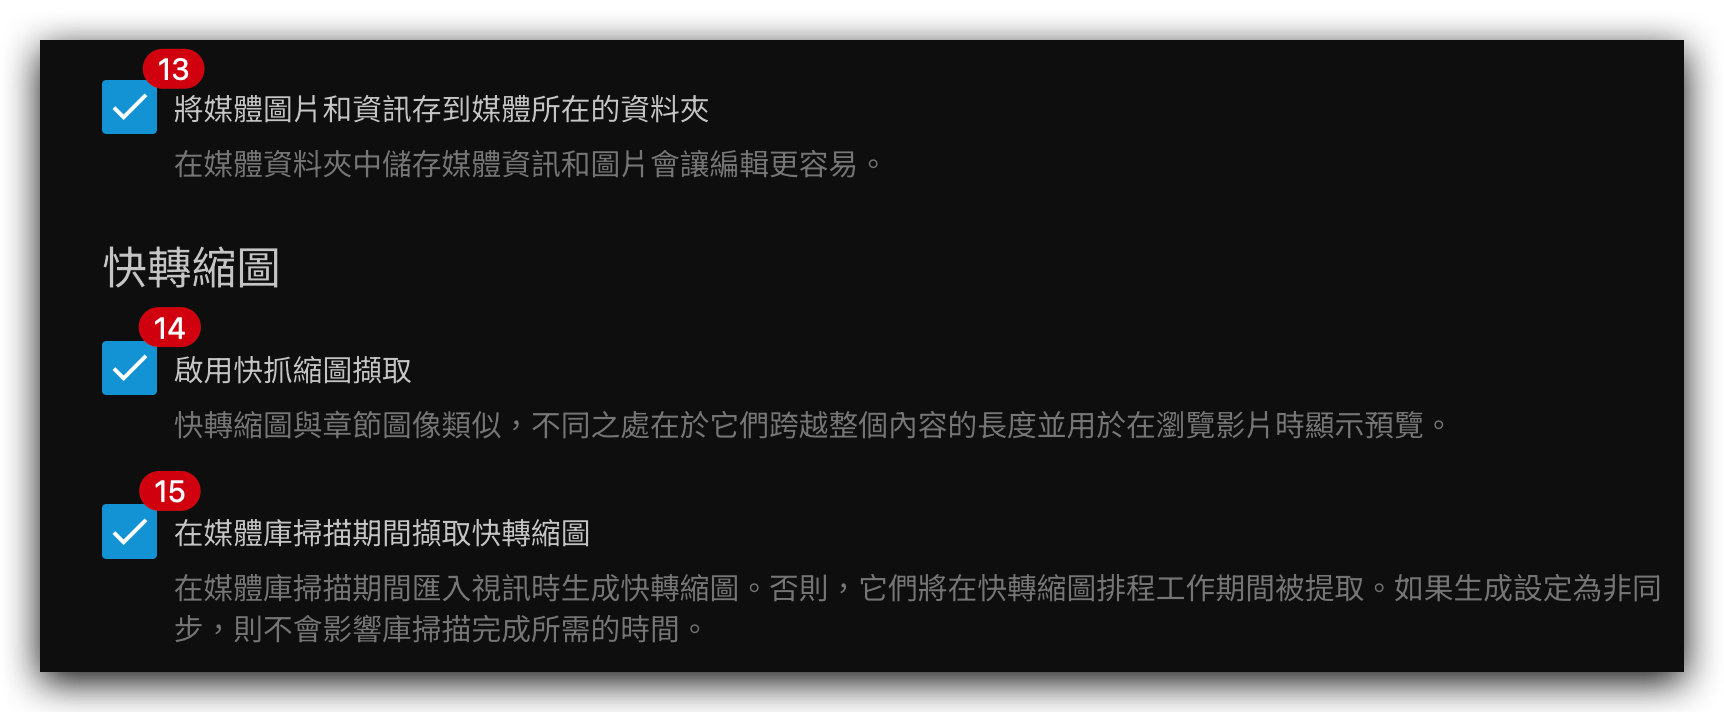 13
將媒體圖片和資訊存到媒體所在的資料夾
在媒體資料夾中儲存媒體資訊和圖片會讓編輯更容易。
快轉縮圖
14
啟用快抓縮圖擷取
快轉縮圖與章節圖像類似，不同之處在於它們跨越整個內容的長度並用於在瀏覽影片時顯示預覽。
15
在媒體庫掃描期間擷取快轉縮圖
在媒體庫掃描期間匯入視訊時生成快轉縮圖。否則，它們將在快轉縮圖排程工作期間被提取。如果生成設定為非同
步，則不會影響庫掃描完成所需的時間。